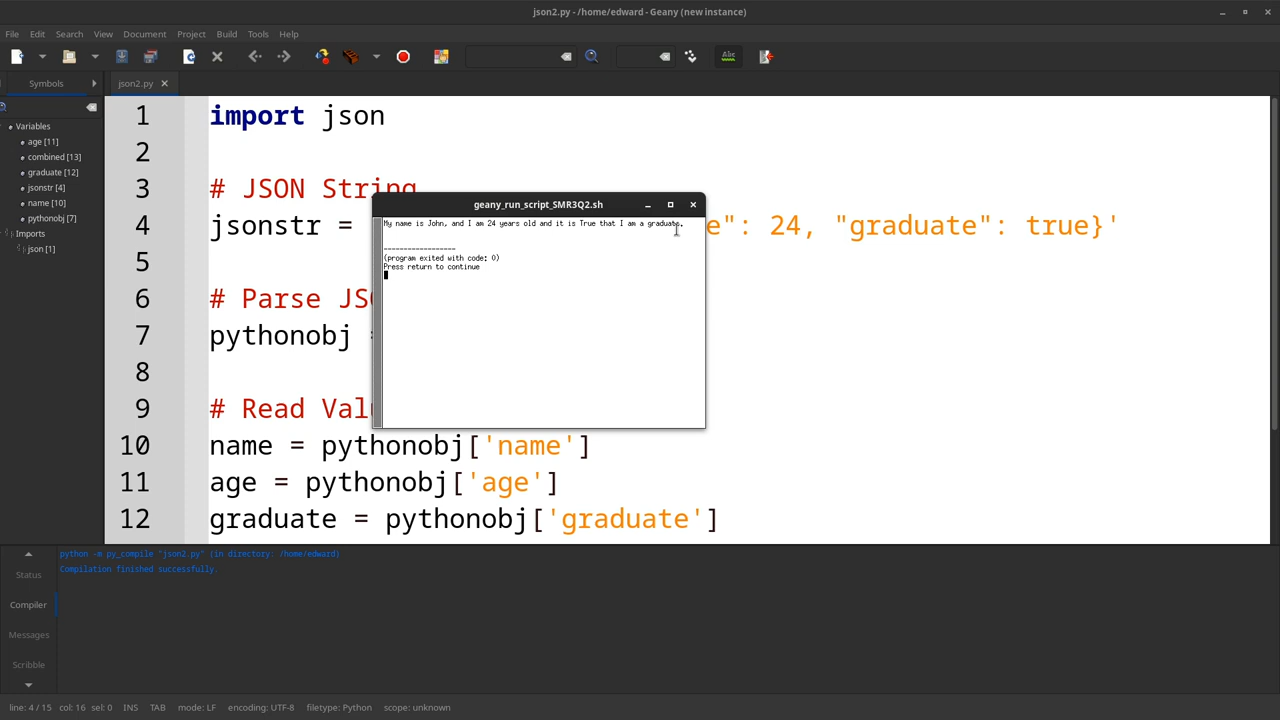 json2.py - /home/edward - Geany (new instance)
File Edit Search View Document Project Build Tools Help
Abc
Symbols
json2.py
Variables
age [11]
combined [13]
graduate [12]
jsonstr [4]
name [10]
pythonobj [7]
Imports
json [1]
1 import json
2
3 # JSON String
4 jsonstr = e": 24, "graduate": true}'
5
6 # Parse JS
7 pythonobj
8
9 # Read Val
10 name = pythonobj['name']
11 age = pythonobj['age']
12 graduate = pythonobj['graduate']
geany_run_script_SMR3Q2.sh
My name is John, and I am 24 years old and it is True that I am a graduate.
------------------
(program exited with code: 0)
Press return to continue
Status
Compiler
Messages
Scribble
python -m py_compile "json2.py" (in directory: /home/edward)
Compilation finished successfully.
line: 4 / 15 col: 16 sel: 0 INS TAB mode: LF encoding: UTF-8 filetype: Python scope: unknown